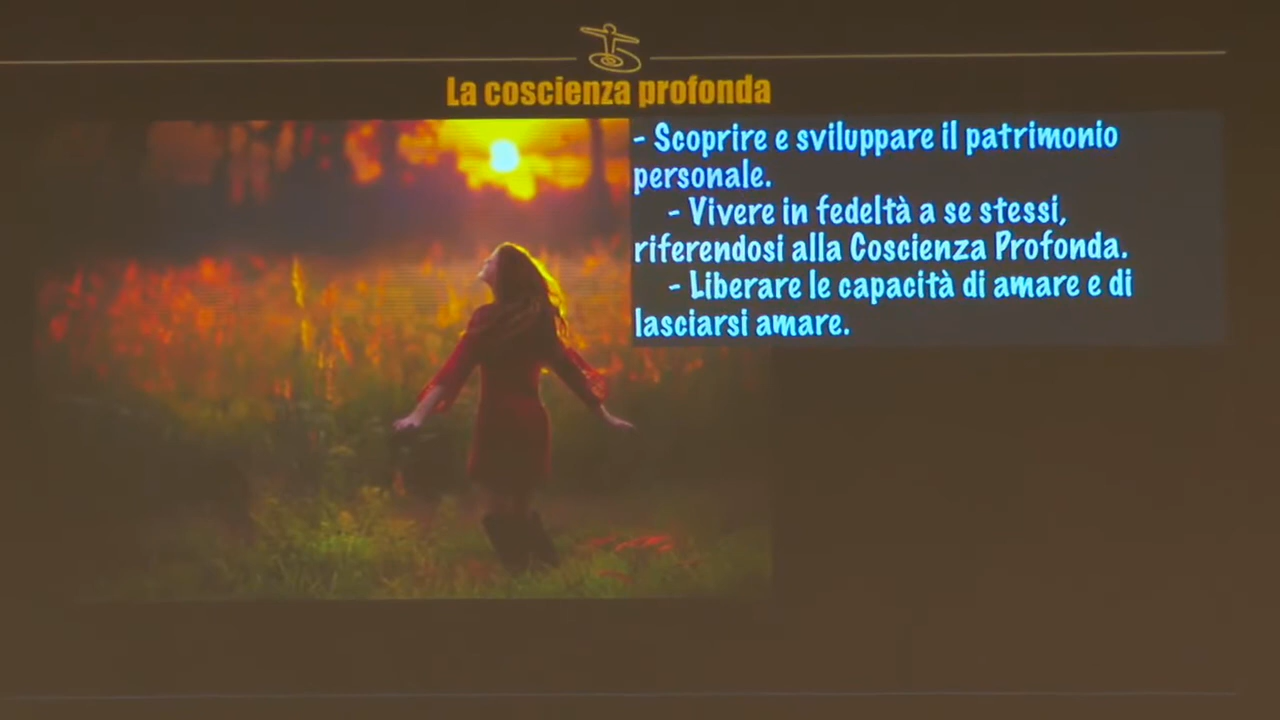 La coscienza profonda
- Scoprire e sviluppare il patrimonio
personale.
- Vivere in fedeltà a se stessi,
riferendosi alla Coscienza Profonda.
- Liberare le capacità di amare e di
lasciarsi amare.